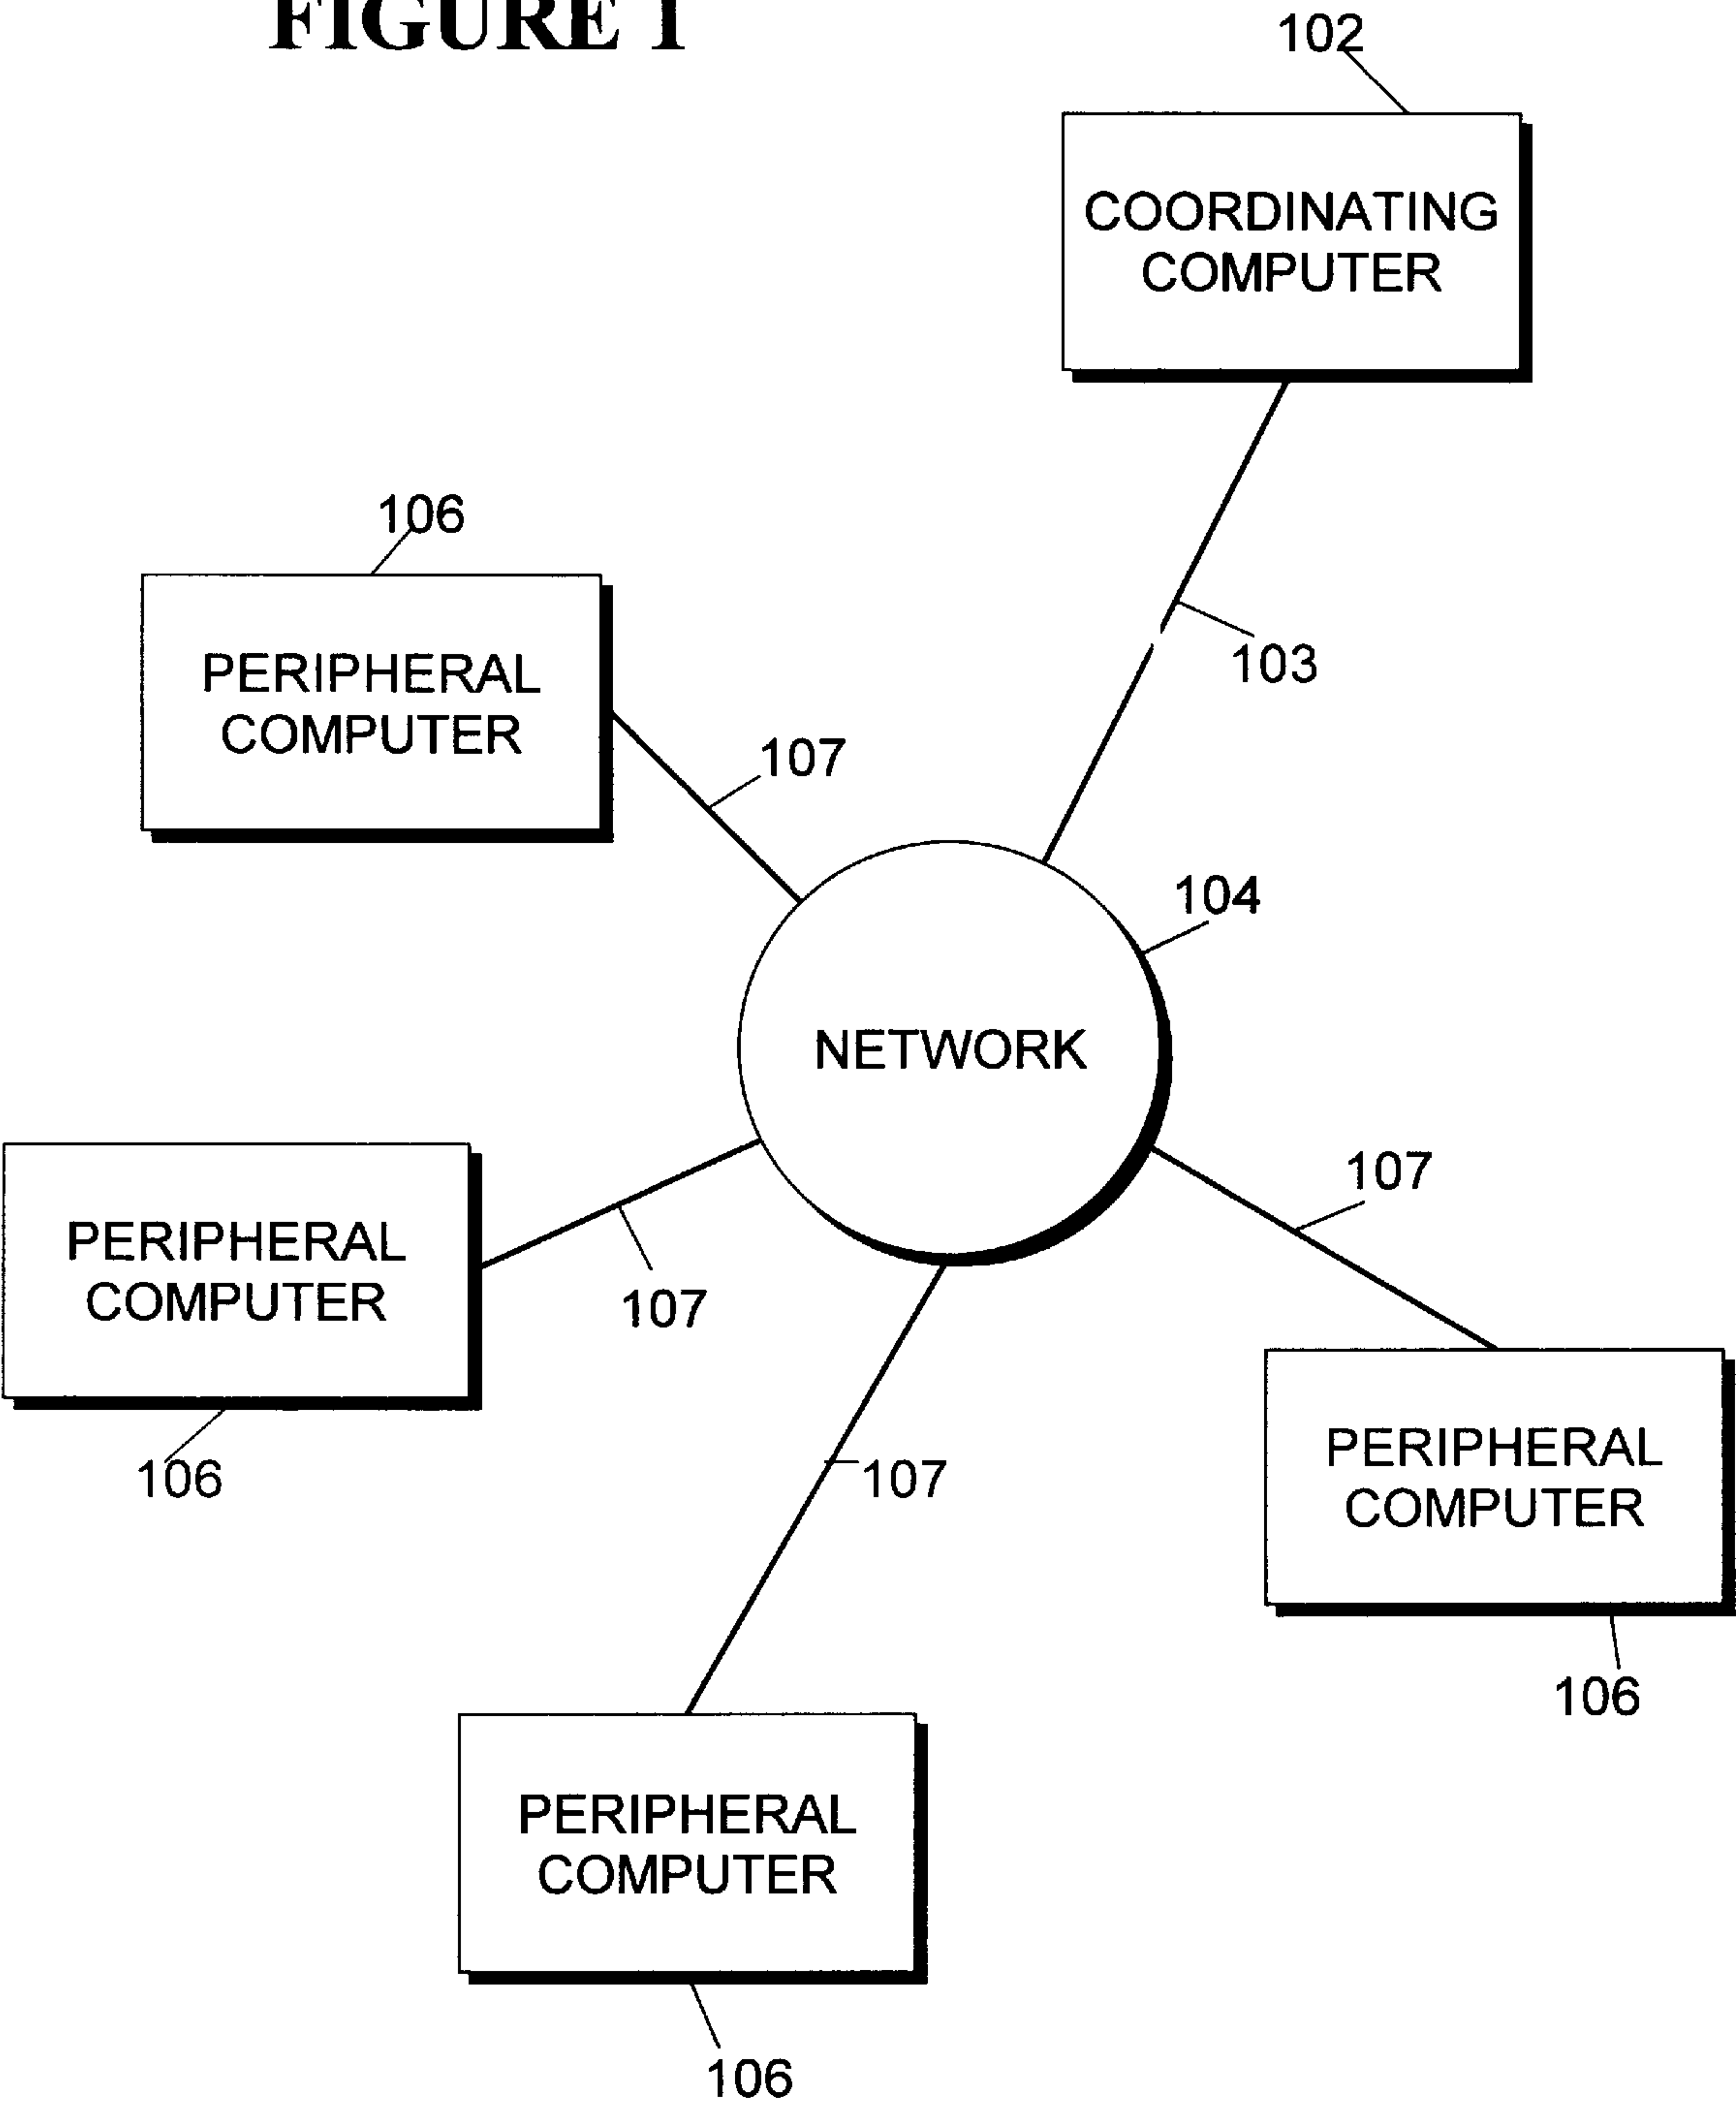 FIGURE 1
102
COORDINATING
COMPUTER
106
PERIPHERAL
COMPUTER
103
107
104
NETWORK
107
PERIPHERAL
COMPUTER
107
PERIPHERAL
COMPUTER
106
107
106
PERIPHERAL
COMPUTER
106